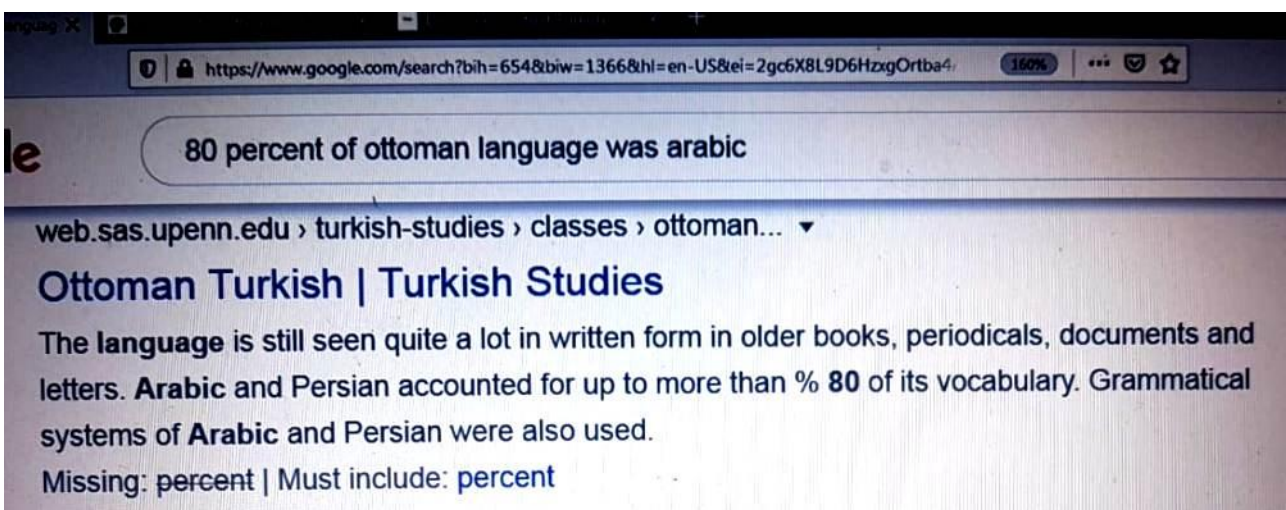 https://www.google.com/search?bih=654&biw=1366&hl=en-US&ei=2gc6X8L9D6HzxgOrtba4
160%
le
80 percent of ottoman language was arabic
web.sas.upenn.edu › turkish-studies › classes › ottoman...
Ottoman Turkish | Turkish Studies
The language is still seen quite a lot in written form in older books, periodicals, documents and
letters. Arabic and Persian accounted for up to more than % 80 of its vocabulary. Grammatical
systems of Arabic and Persian were also used.
Missing: percent | Must include: percent